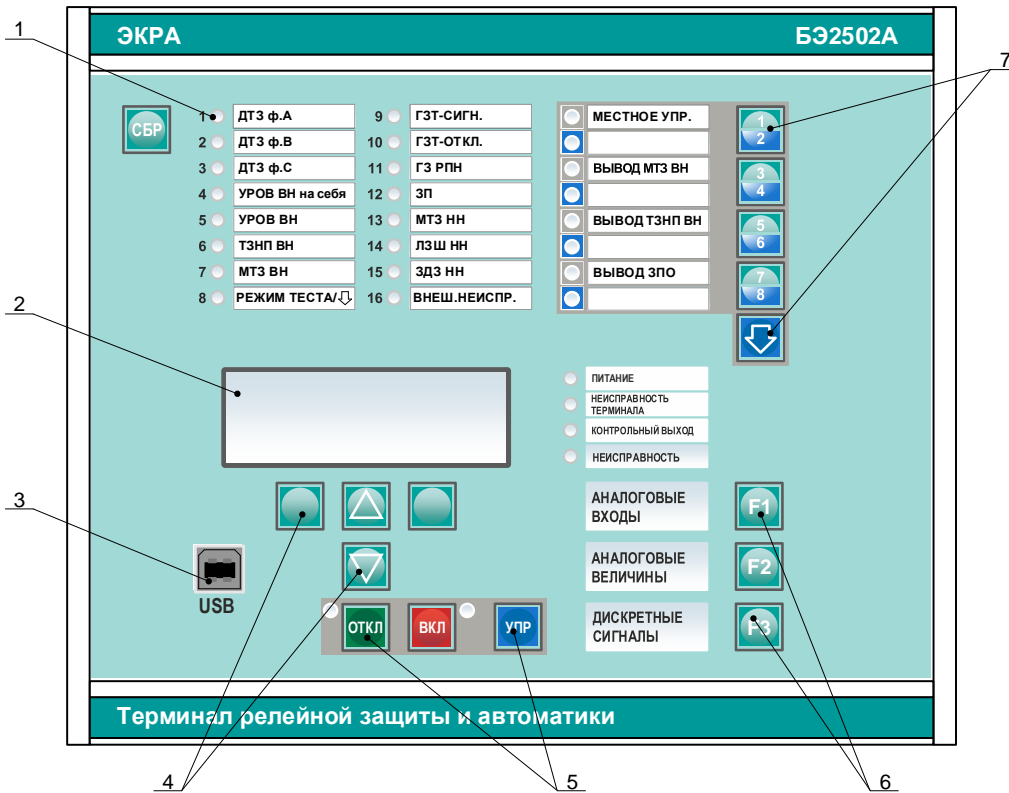 ЭКРА
БЭ2502А
1
7
СБР
1 ДТЗ ф.А
2 ДТЗ ф.В
3 ДТЗ ф.С
4 УРОВ ВН на себя
5 УРОВ ВН
6 ТЗНП ВН
7 МТЗ ВН
8 РЕЖИМ ТЕСТА/
9 ГЗТ-СИГН.
10 ГЗТ-ОТКЛ.
11 ГЗ РПН
12 ЗП
13 МТЗ НН
14 ЛЗШ НН
15 ЗДЗ НН
16 ВНЕШ.НЕИСПР.
МЕСТНОЕ УПР.
ВЫВОД МТЗ ВН
ВЫВОД ТЗНП ВН
ВЫВОД ЗПО
1
2
3
4
5
6
7
8
2
ПИТАНИЕ
НЕИСПРАВНОСТЬ
ТЕРМИНАЛА
КОНТРОЛЬНЫЙ ВЫХОД
НЕИСПРАВНОСТЬ
3
USB
АНАЛОГОВЫЕ
ВХОДЫ
F1
АНАЛОГОВЫЕ
ВЕЛИЧИНЫ
F2
ДИСКРЕТНЫЕ
СИГНАЛЫ
F3
ОТКЛ
ВКЛ
УПР
Терминал релейной защиты и автоматики
4
5
6